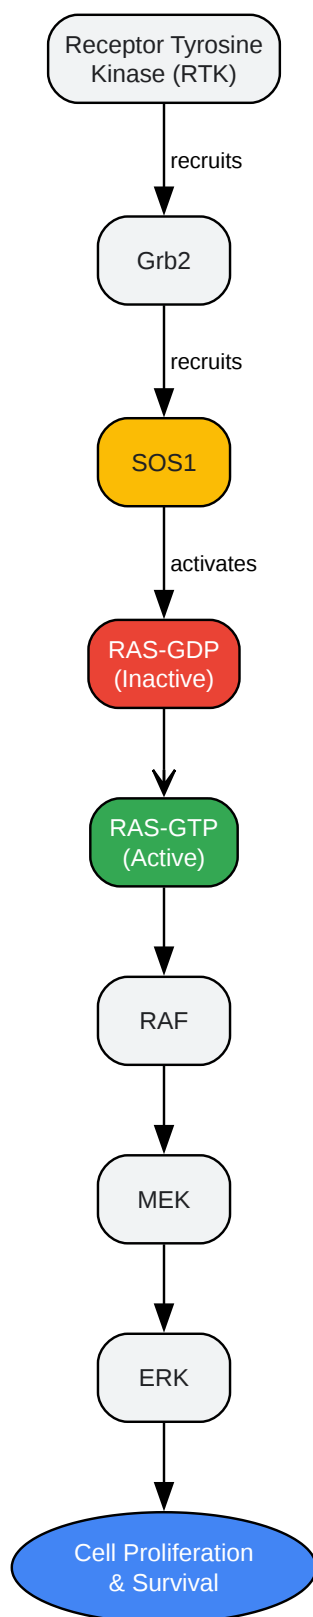 Receptor Tyrosine
Kinase (RTK)
recruits
Grb2
recruits
SOS1
activates
RAS-GDP
(Inactive)
RAS-GTP
(Active)
RAF
MEK
ERK
Cell Proliferation
& Survival